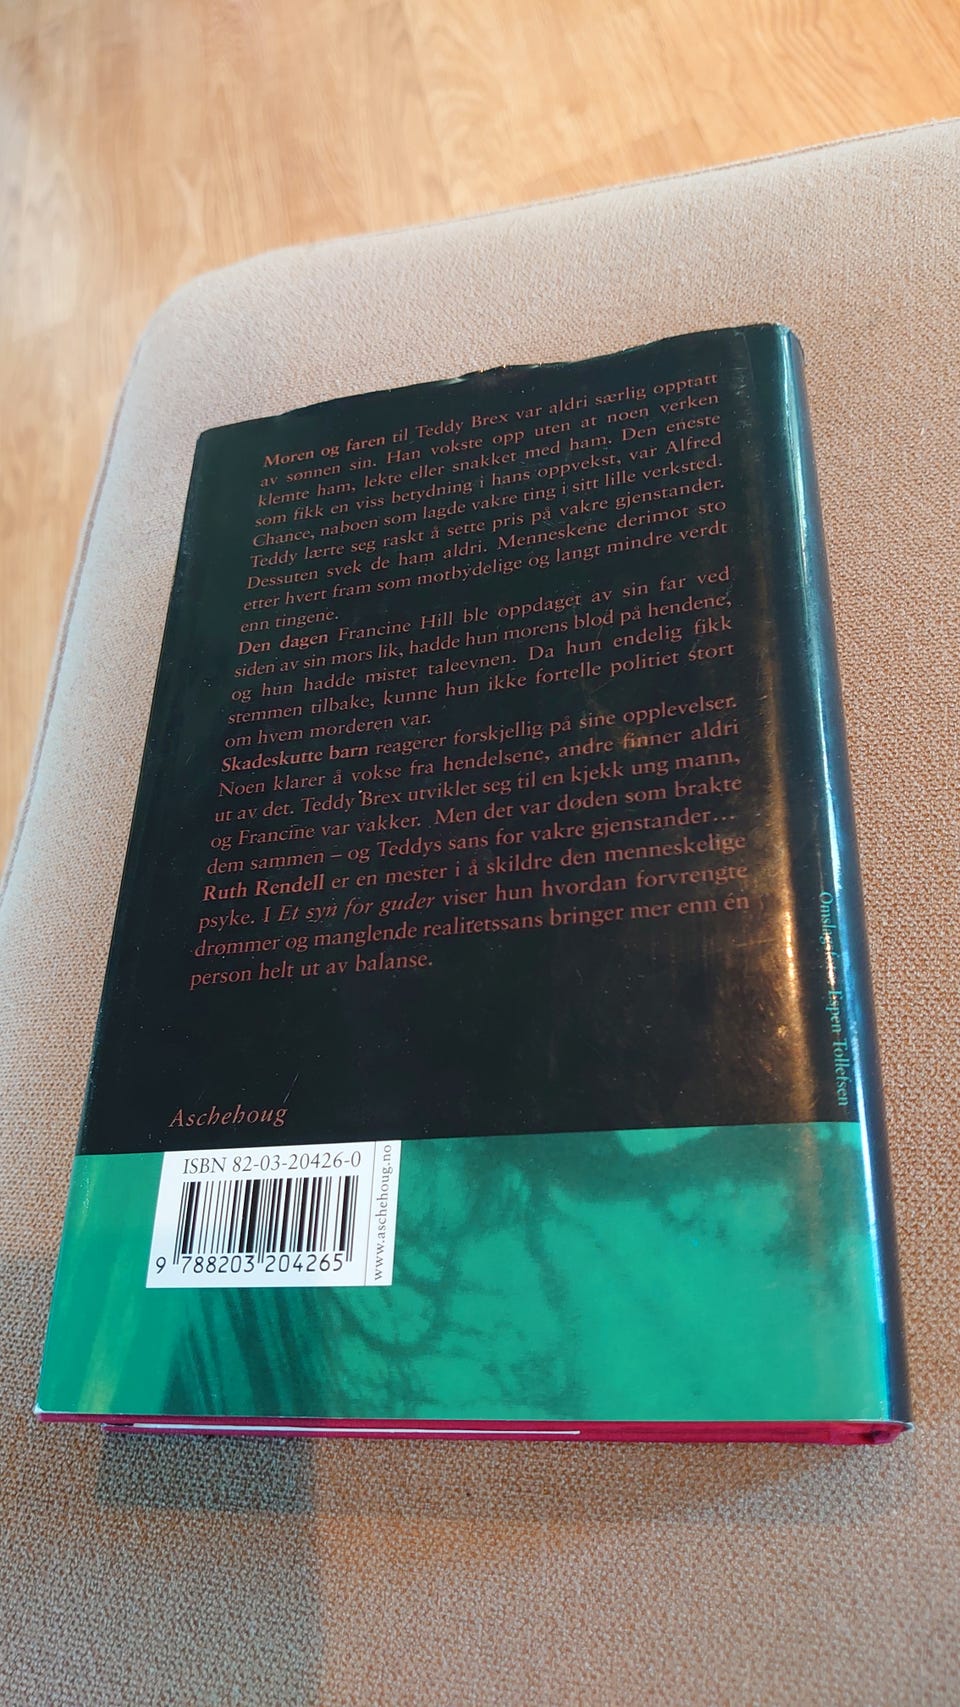 Moren og faren til Teddy Brex var aldri særlig opptatt
av sønnen sin. Han vokste opp uten at noen verken
klemte ham, lekte eller snakket med ham. Den eneste
som fikk en viss betydning i hans oppvekst, var Alfred
Chance, naboen som lagde vakre ting i sitt lille verksted.
Teddy lærte seg raskt å sette pris på vakre gjenstander.
Dessuten svek de ham aldri. Menneskene derimot sto
etter hvert fram som motbydelige og langt mindre verdt
enn tingene.
Den dagen Francine Hill ble oppdaget av sin far ved
siden av sin mors lik, hadde hun morens blod på hendene,
og hun hadde mistet taleevnen. Da hun endelig fikk
stemmen tilbake, kunne hun ikke fortelle politiet stort
om hvem morderen var.
Skadeskutte barn reagerer forskjellig på sine opplevelser.
Noen klarer å vokse fra hendelsene, andre finner aldri
ut av det. Teddy Brex utviklet seg til en kjekk ung mann,
og Francine var vakker. Men det var døden som brakte
dem sammen – og Teddys sans for vakre gjenstander…
Ruth Rendell er en mester i å skildre den menneskelige
psyke. I Et syn for guder viser hun hvordan forvrengte
drømmer og manglende realitetssans bringer mer enn én
person helt ut av balanse.
Aschehoug
ISBN 82-03-20426-0
9 788203 204265
www.aschehoug.no
Espen Tollefsen